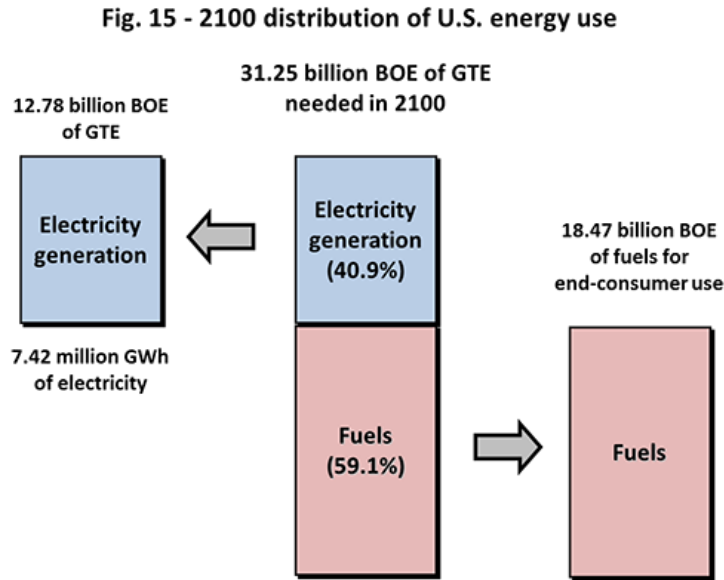 Fig. 15 - 2100 distribution of U.S. energy use
31.25 billion BOE of GTE
needed in 2100
12.78 billion BOE
of GTE
Electricity
generation
7.42 million GWh
of electricity
Electricity
generation
(40.9%)
Fuels
(59.1%)
18.47 billion BOE
of fuels for
end-consumer use
Fuels